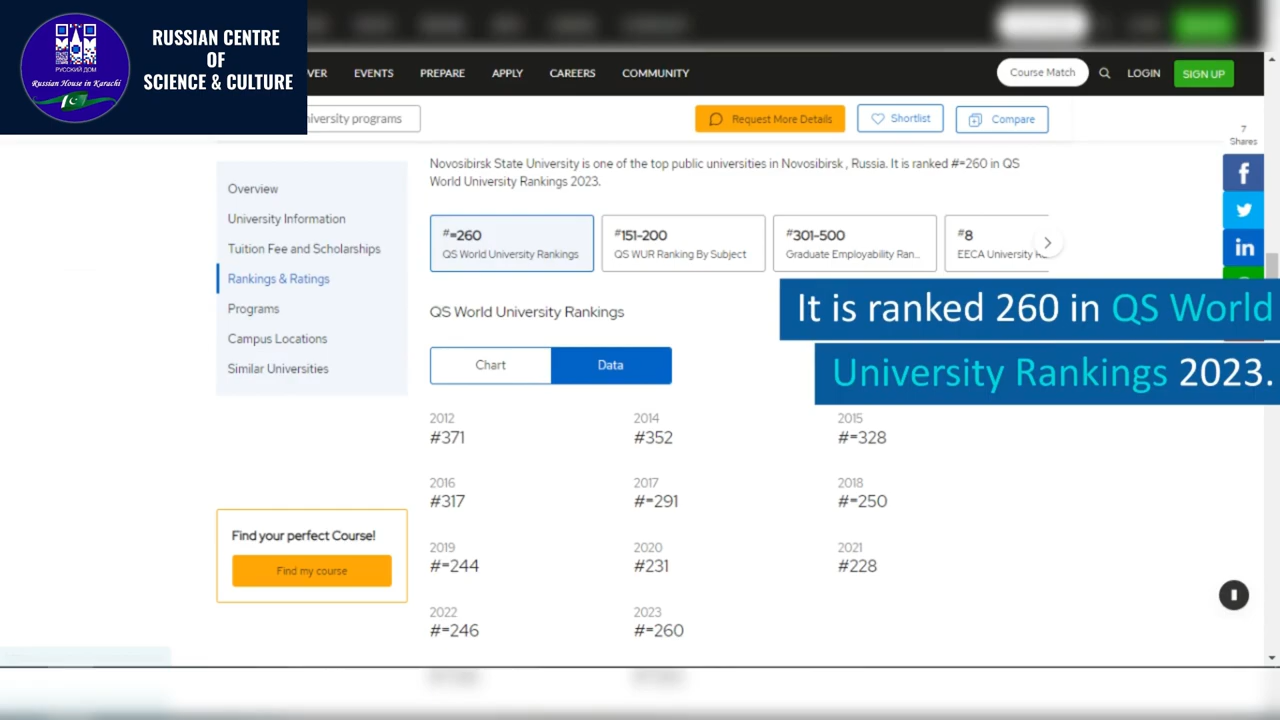 RUSSIAN CENTRE
OF
SCIENCE & CULTURE
РУССКИЙ ДОМ
Russian House in Karachi
VER EVENTS PREPARE APPLY CAREERS COMMUNITY Course Match LOGIN SIGN UP
iversity programs Request More Details Shortlist Compare
7
Shares
Novosibirsk State University is one of the top public universities in Novosibirsk , Russia. It is ranked #=260 in QS
World University Rankings 2023.
Overview
University Information
Tuition Fee and Scholarships
Rankings & Ratings
Programs
Campus Locations
Similar Universities
#=260 #151-200 #301-500 #8
QS World University Rankings QS WUR Ranking By Subject Graduate Employability Ran... EECA University
It is ranked 260 in QS World
University Rankings 2023.
QS World University Rankings
Chart Data
2012 2014 2015
#371 #352 #=328
2016 2017 2018
#317 #=291 #=250
2019 2020 2021
#=244 #231 #228
2022 2023
#=246 #=260
Find your perfect Course!
Find my course